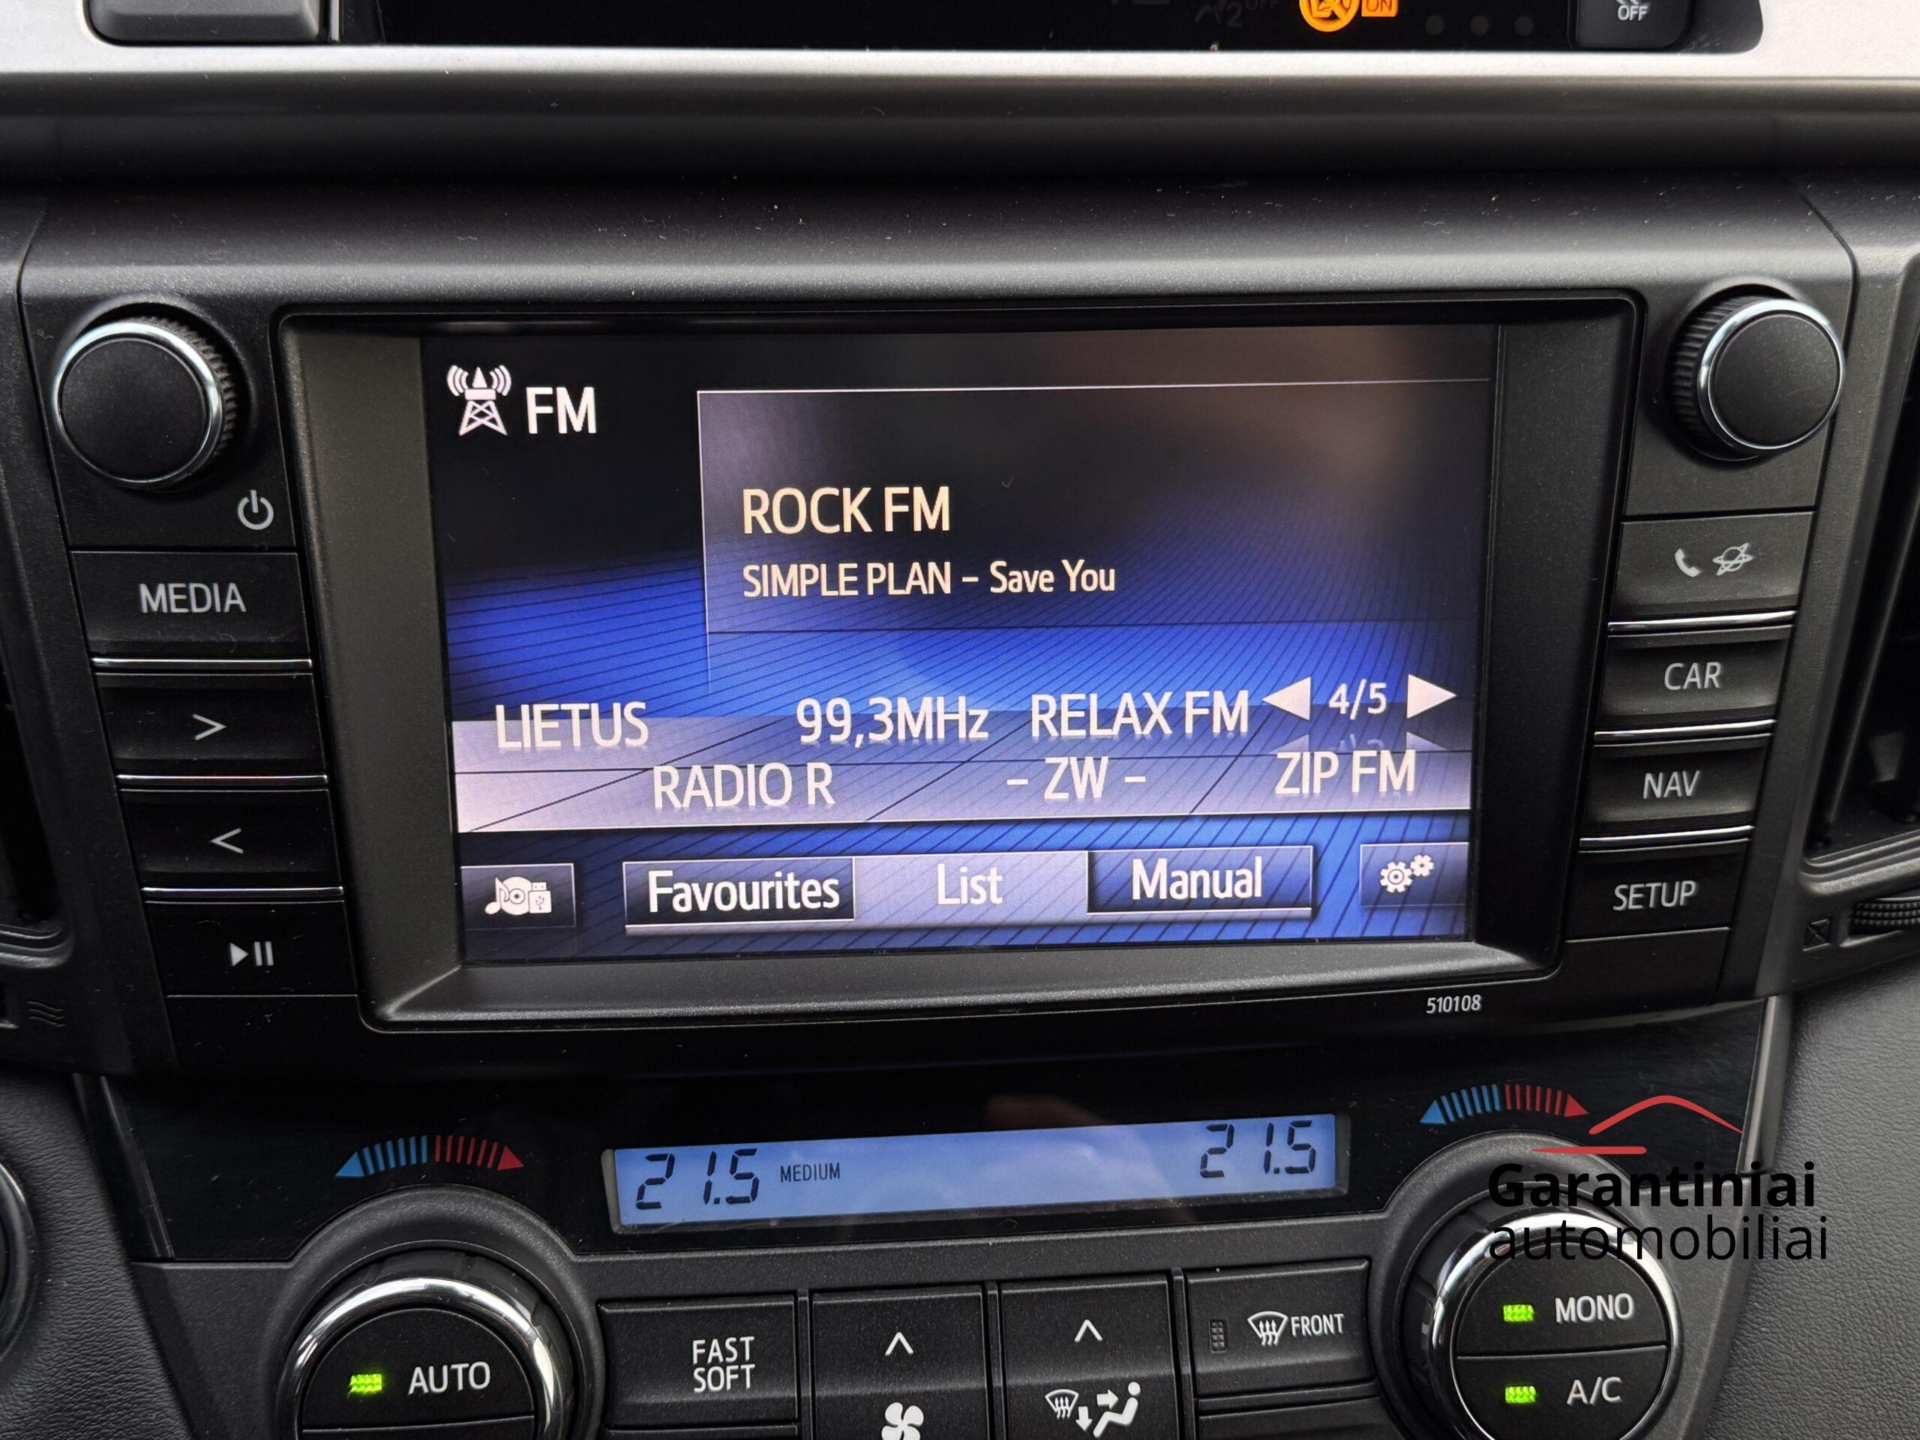 ON
OFF
FM
ROCK FM
SIMPLE PLAN – Save You
LIETUS 99,3MHz RELAX FM 4/5
RADIO R – ZW – ZIP FM
Favourites List Manual
MEDIA
>
<
CAR
NAV
SETUP
510108
21.5 MEDIUM 21.5
Garantiniai
automobiliai
AUTO
FAST
SOFT
FRONT
MONO
A/C